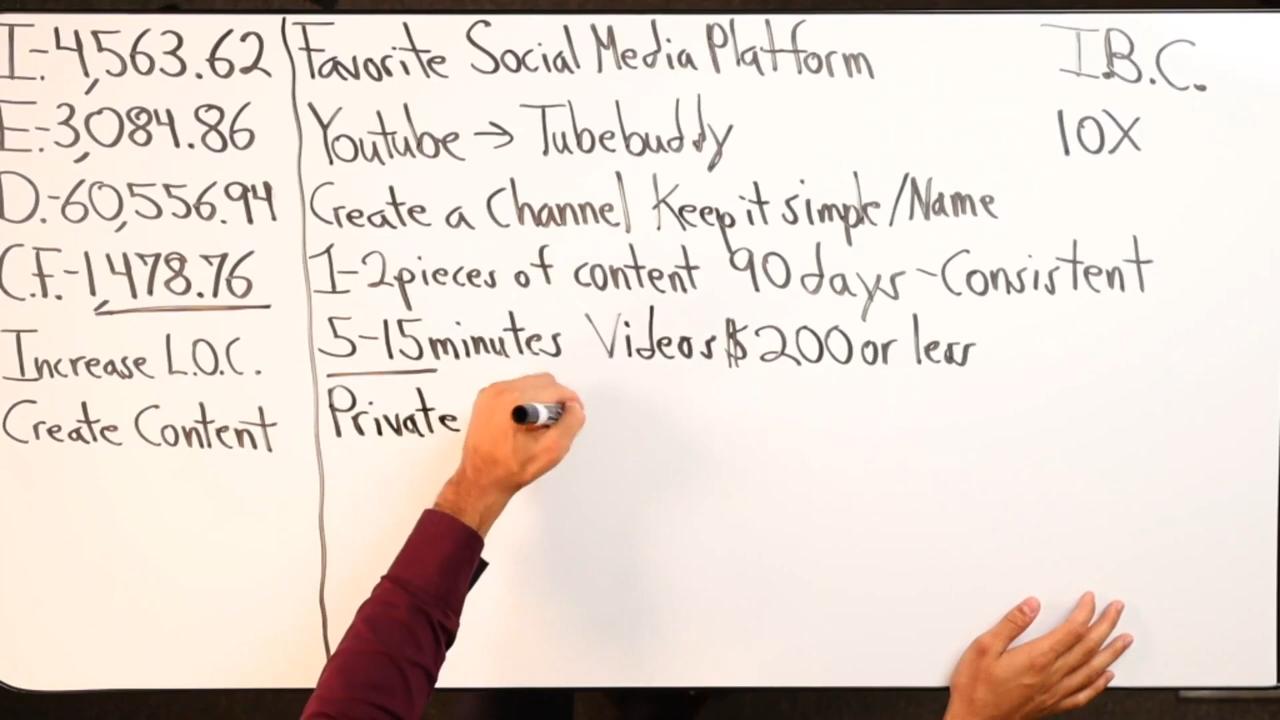 I.-4,563.62
E.-3,084.86
D.-60,556.94
C.F.-1,478.76
Increase L.O.C.
Create Content
Favorite Social Media Platform
Youtube → Tubebuddy
Create a Channel Keep it simple/Name
1-2 pieces of content 90 days - Consistent
5-15 minutes Videos $200 or less
Private
I.B.C.
10X